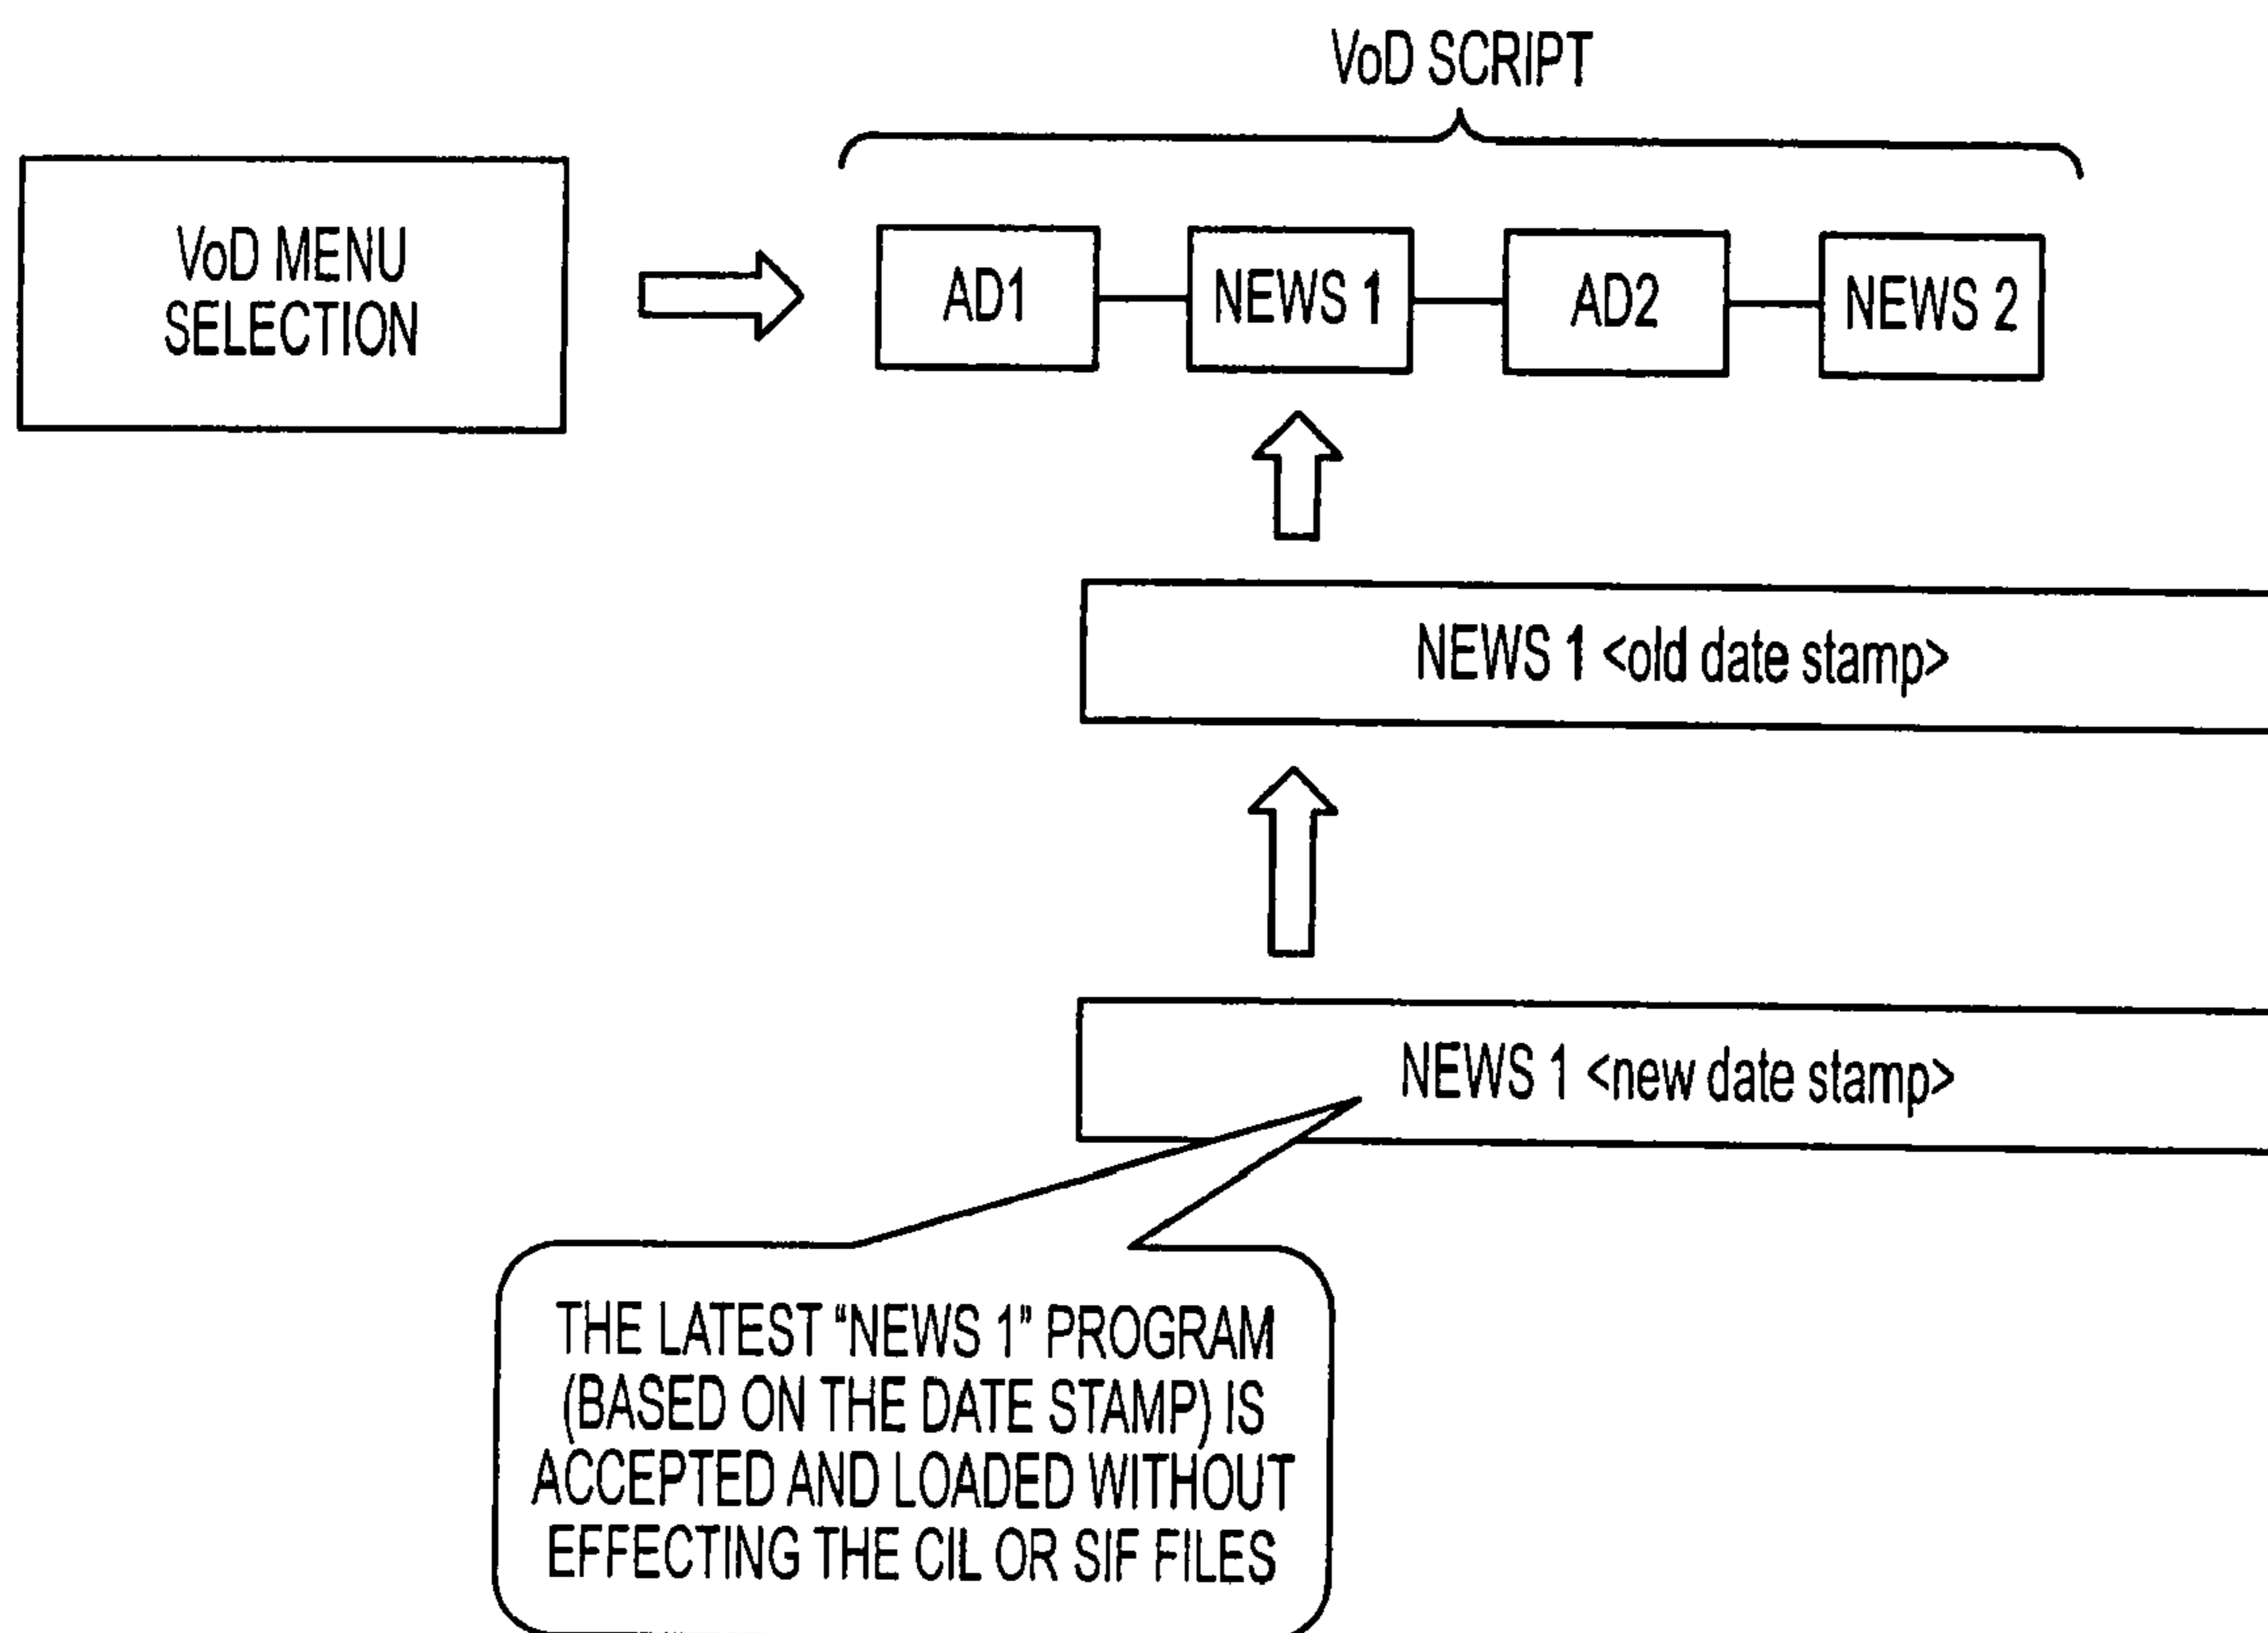 VoD SCRIPT
VoD MENU
SELECTION
AD1
NEWS 1
AD2
NEWS 2
NEWS 1 <old date stamp>
NEWS 1 <new date stamp>
THE LATEST “NEWS 1” PROGRAM
(BASED ON THE DATE STAMP) IS
ACCEPTED AND LOADED WITHOUT
EFFECTING THE CIL OR SIF FILES